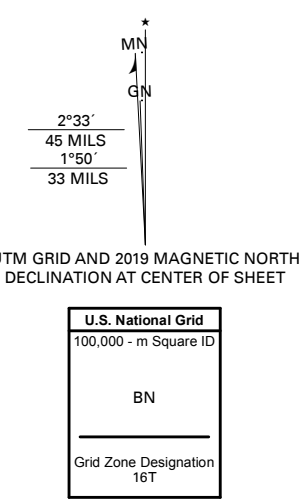 ★
MN
GN
2°33´
45 MILS
1°50´
33 MILS
UTM GRID AND 2019 MAGNETIC NORTH
DECLINATION AT CENTER OF SHEET
U.S. National Grid
100,000 - m Square ID
BN
Grid Zone Designation
16T